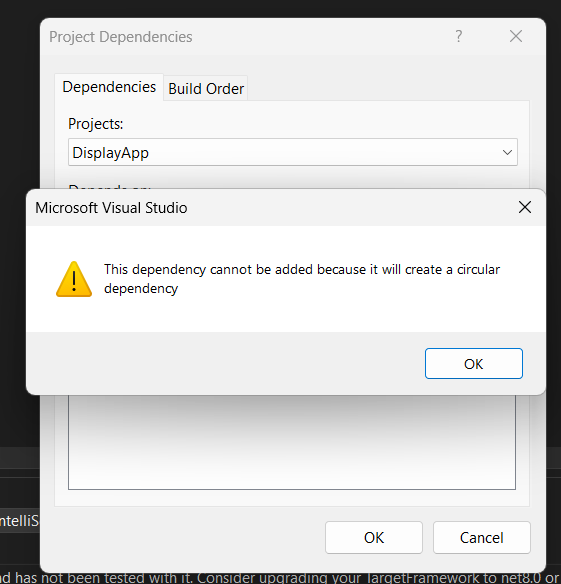 Project Dependencies
?
Dependencies
Build Order
Projects:
DisplayApp
Microsoft Visual Studio
This dependency cannot be added because it will create a circular
dependency
OK
OK
Cancel
ntelliS
nd has not been tested with it. Consider upgrading your TargetFramework to net8.0 or